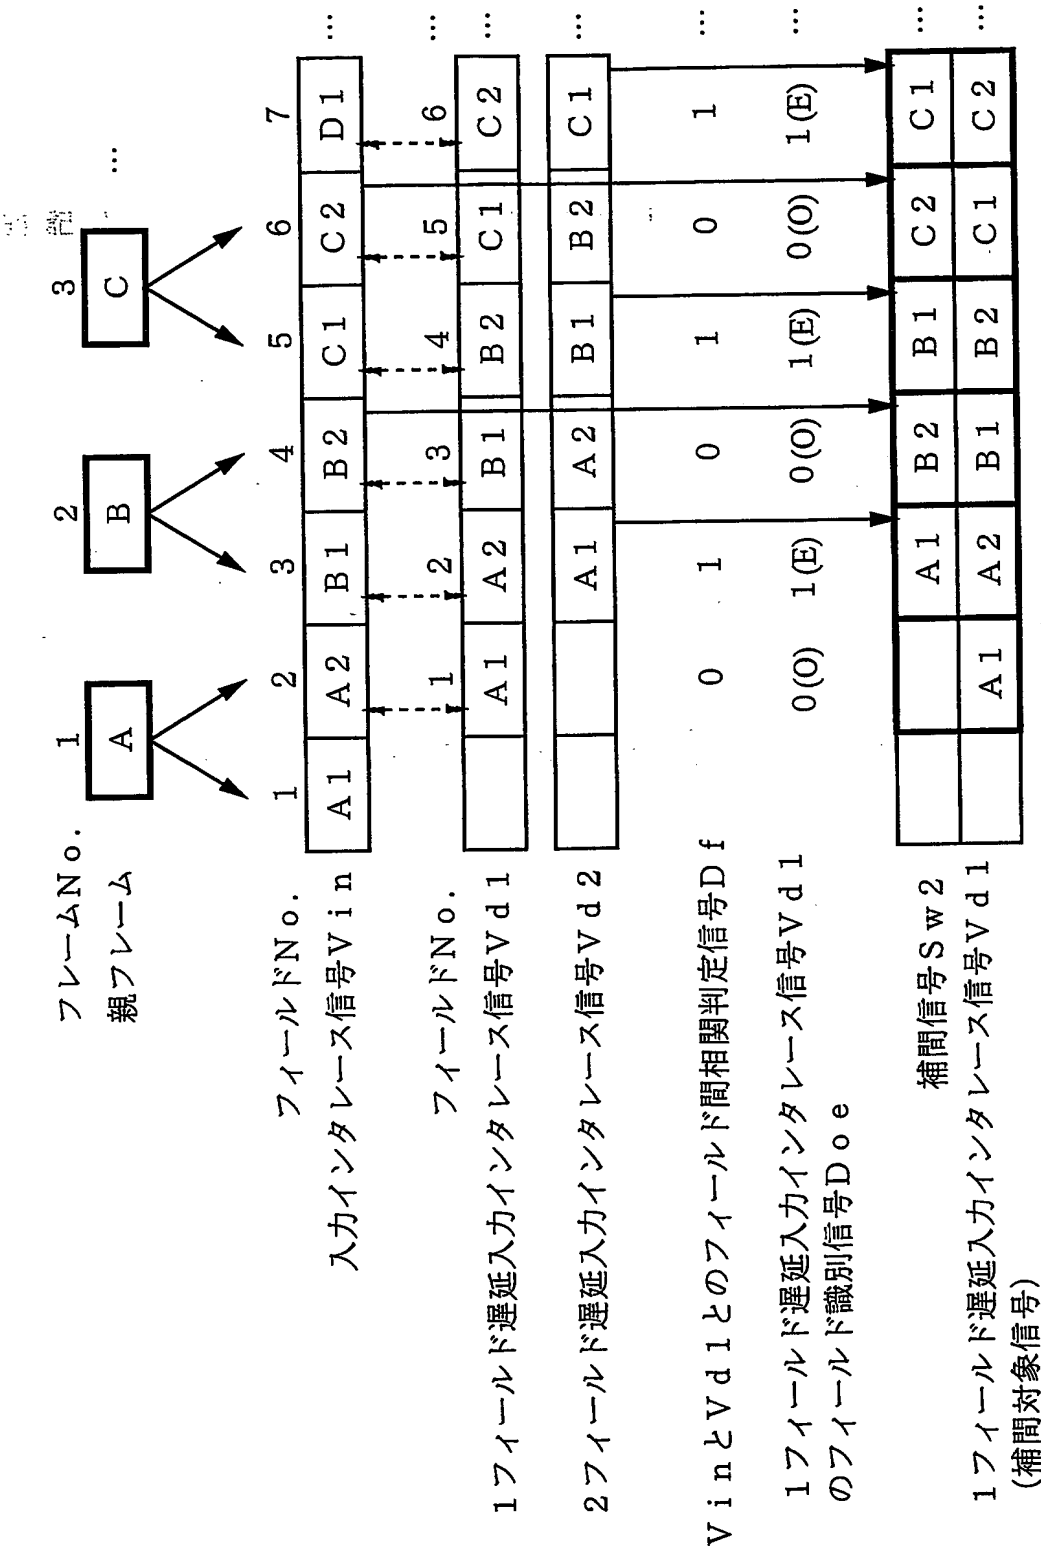 フレームNo. 1 2 3
親フレーム A B C …
フィールドNo. 1 2 3 4 5 6 7
入力インタレース信号Vin A1 A2 B1 B2 C1 C2 D1 …
フィールドNo. 1 2 3 4 5 6 …
1フィールド遅延入力インタレース信号Vd1 A1 A2 B1 B2 C1 C2 …
2フィールド遅延入力インタレース信号Vd2 A1 A2 B1 B2 C1 …
VinとVd1とのフィールド間相関判定信号Df 0 1 0 1 0 1 …
1フィールド遅延入力インタレース信号Vd1 0(O) 1(E) 0(O) 1(E) 0(O) 1(E) …
のフィールド識別信号Doe
補間信号Sw2 A1 B2 B1 C2 C1 …
1フィールド遅延入力インタレース信号Vd1 A1 A2 B1 B2 C1 C2 …
(補間対象信号)